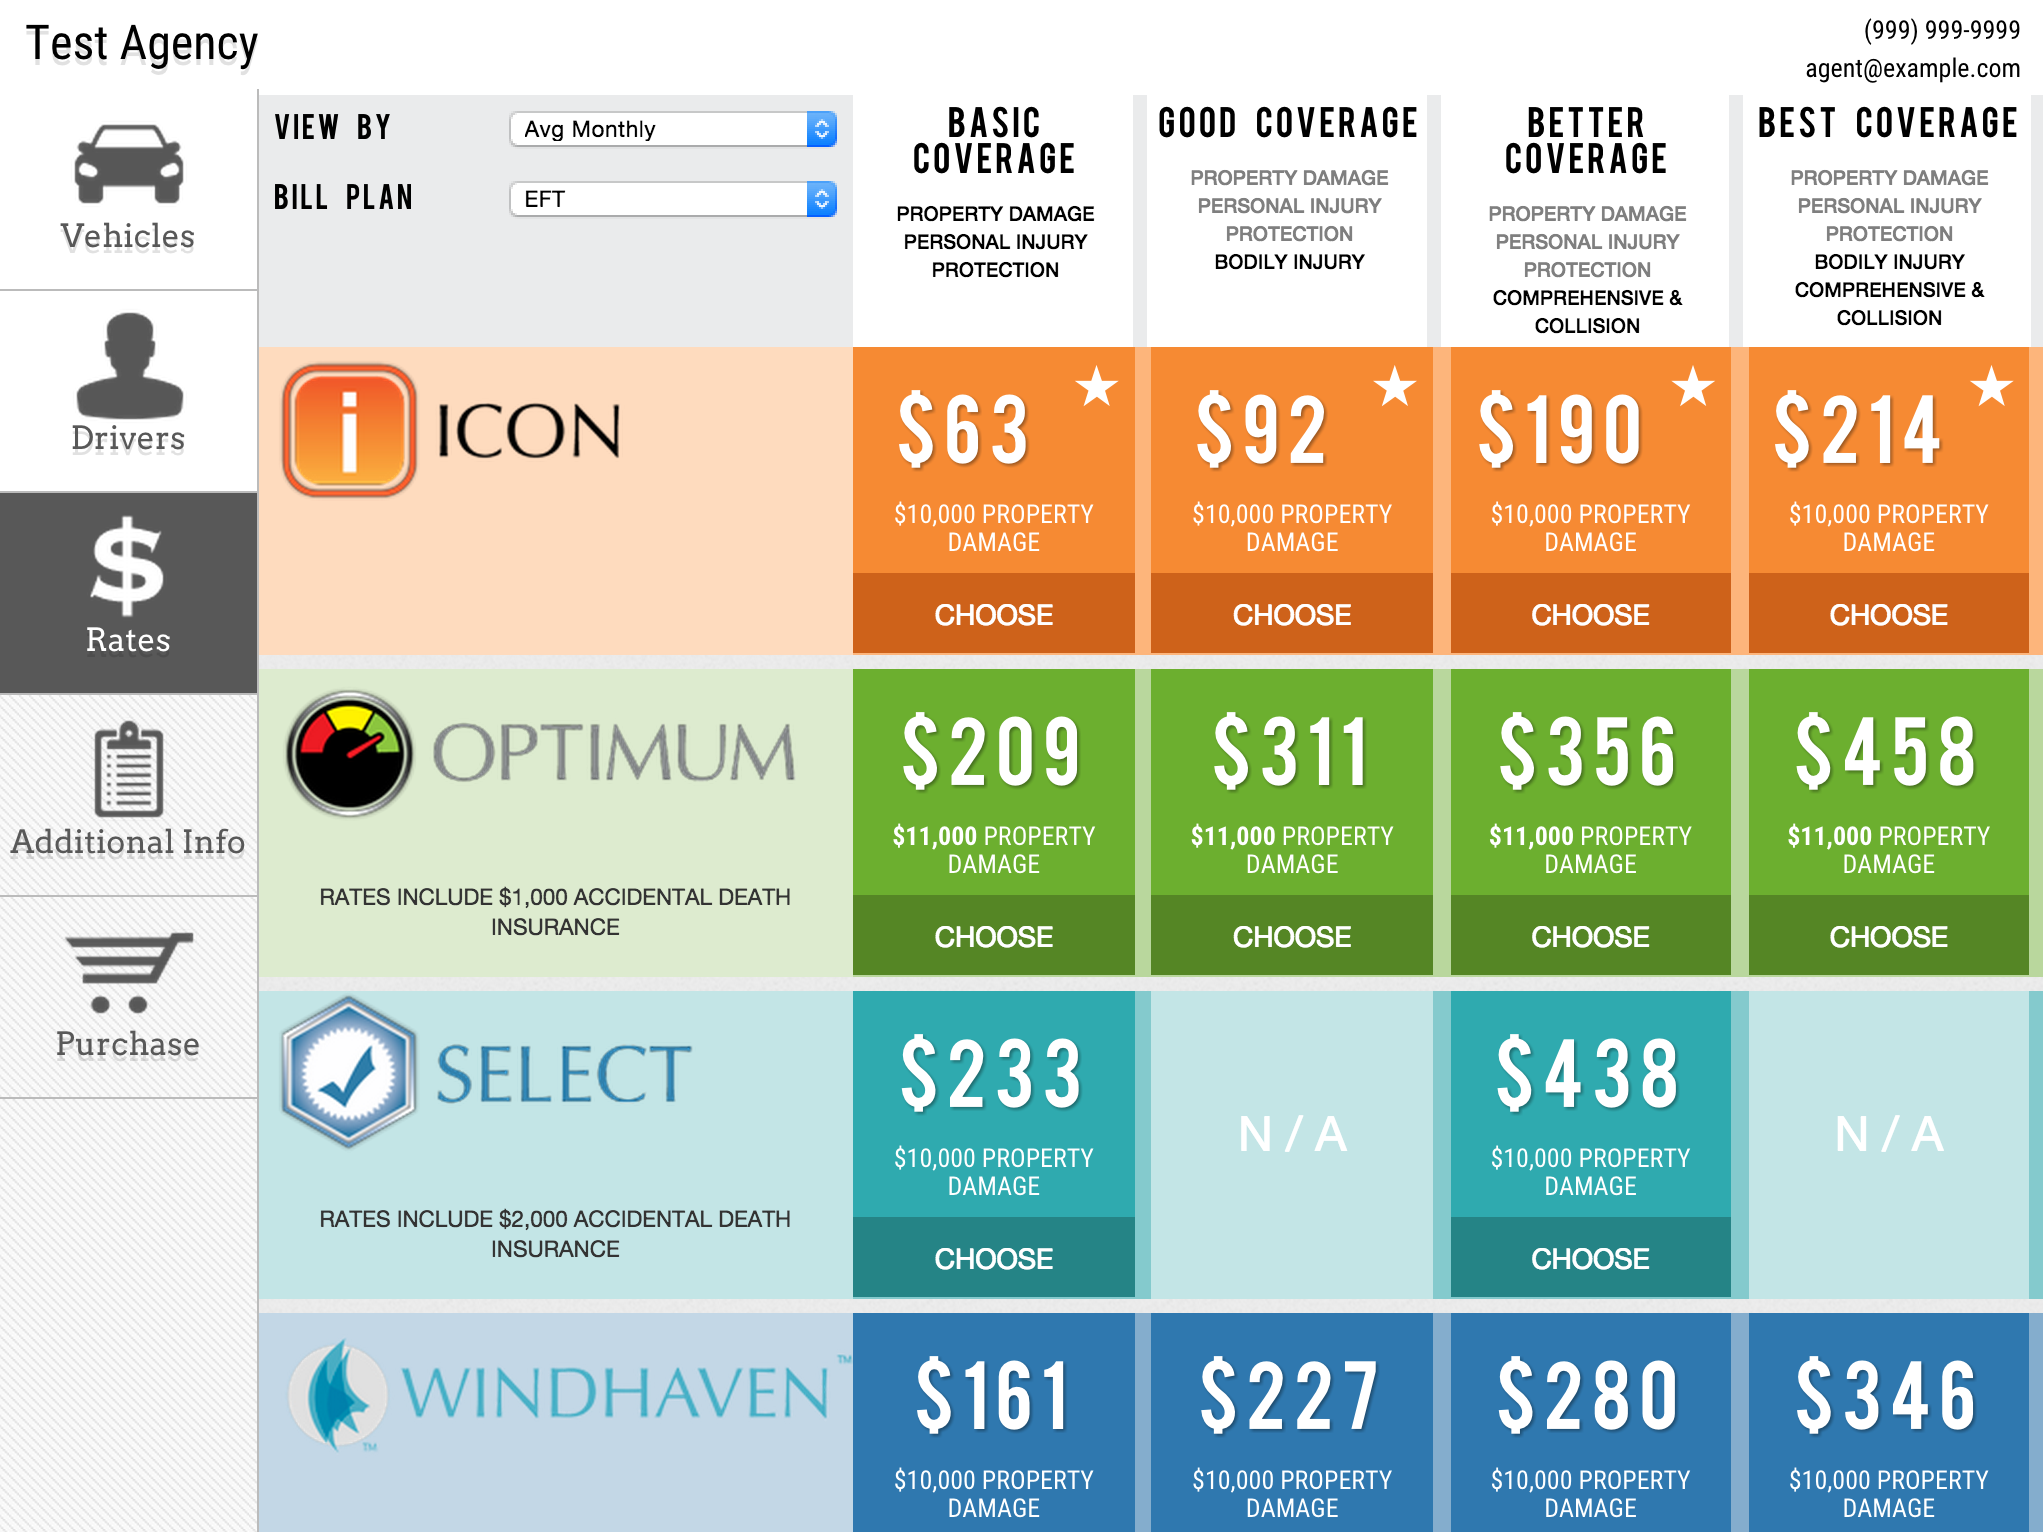 Test Agency
(999) 999-9999
agent@example.com
Vehicles
Drivers
Rates
Additional Info
Purchase
VIEW BY
Avg Monthly
BILL PLAN
EFT
BASIC
COVERAGE
PROPERTY DAMAGE
PERSONAL INJURY
PROTECTION
GOOD COVERAGE
PROPERTY DAMAGE
PERSONAL INJURY
PROTECTION
BODILY INJURY
BETTER
COVERAGE
PROPERTY DAMAGE
PERSONAL INJURY
PROTECTION
COMPREHENSIVE &
COLLISION
BEST COVERAGE
PROPERTY DAMAGE
PERSONAL INJURY
PROTECTION
BODILY INJURY
COMPREHENSIVE &
COLLISION
i ICON
$63
$10,000 PROPERTY
DAMAGE
CHOOSE
$92
$10,000 PROPERTY
DAMAGE
CHOOSE
$190
$10,000 PROPERTY
DAMAGE
CHOOSE
$214
$10,000 PROPERTY
DAMAGE
CHOOSE
OPTIMUM
RATES INCLUDE $1,000 ACCIDENTAL DEATH
INSURANCE
$209
$11,000 PROPERTY
DAMAGE
CHOOSE
$311
$11,000 PROPERTY
DAMAGE
CHOOSE
$356
$11,000 PROPERTY
DAMAGE
CHOOSE
$458
$11,000 PROPERTY
DAMAGE
CHOOSE
SELECT
RATES INCLUDE $2,000 ACCIDENTAL DEATH
INSURANCE
$233
$10,000 PROPERTY
DAMAGE
CHOOSE
N / A
$438
$10,000 PROPERTY
DAMAGE
CHOOSE
N / A
WINDHAVEN™
™
$161
$10,000 PROPERTY
DAMAGE
$227
$10,000 PROPERTY
DAMAGE
$280
$10,000 PROPERTY
DAMAGE
$346
$10,000 PROPERTY
DAMAGE